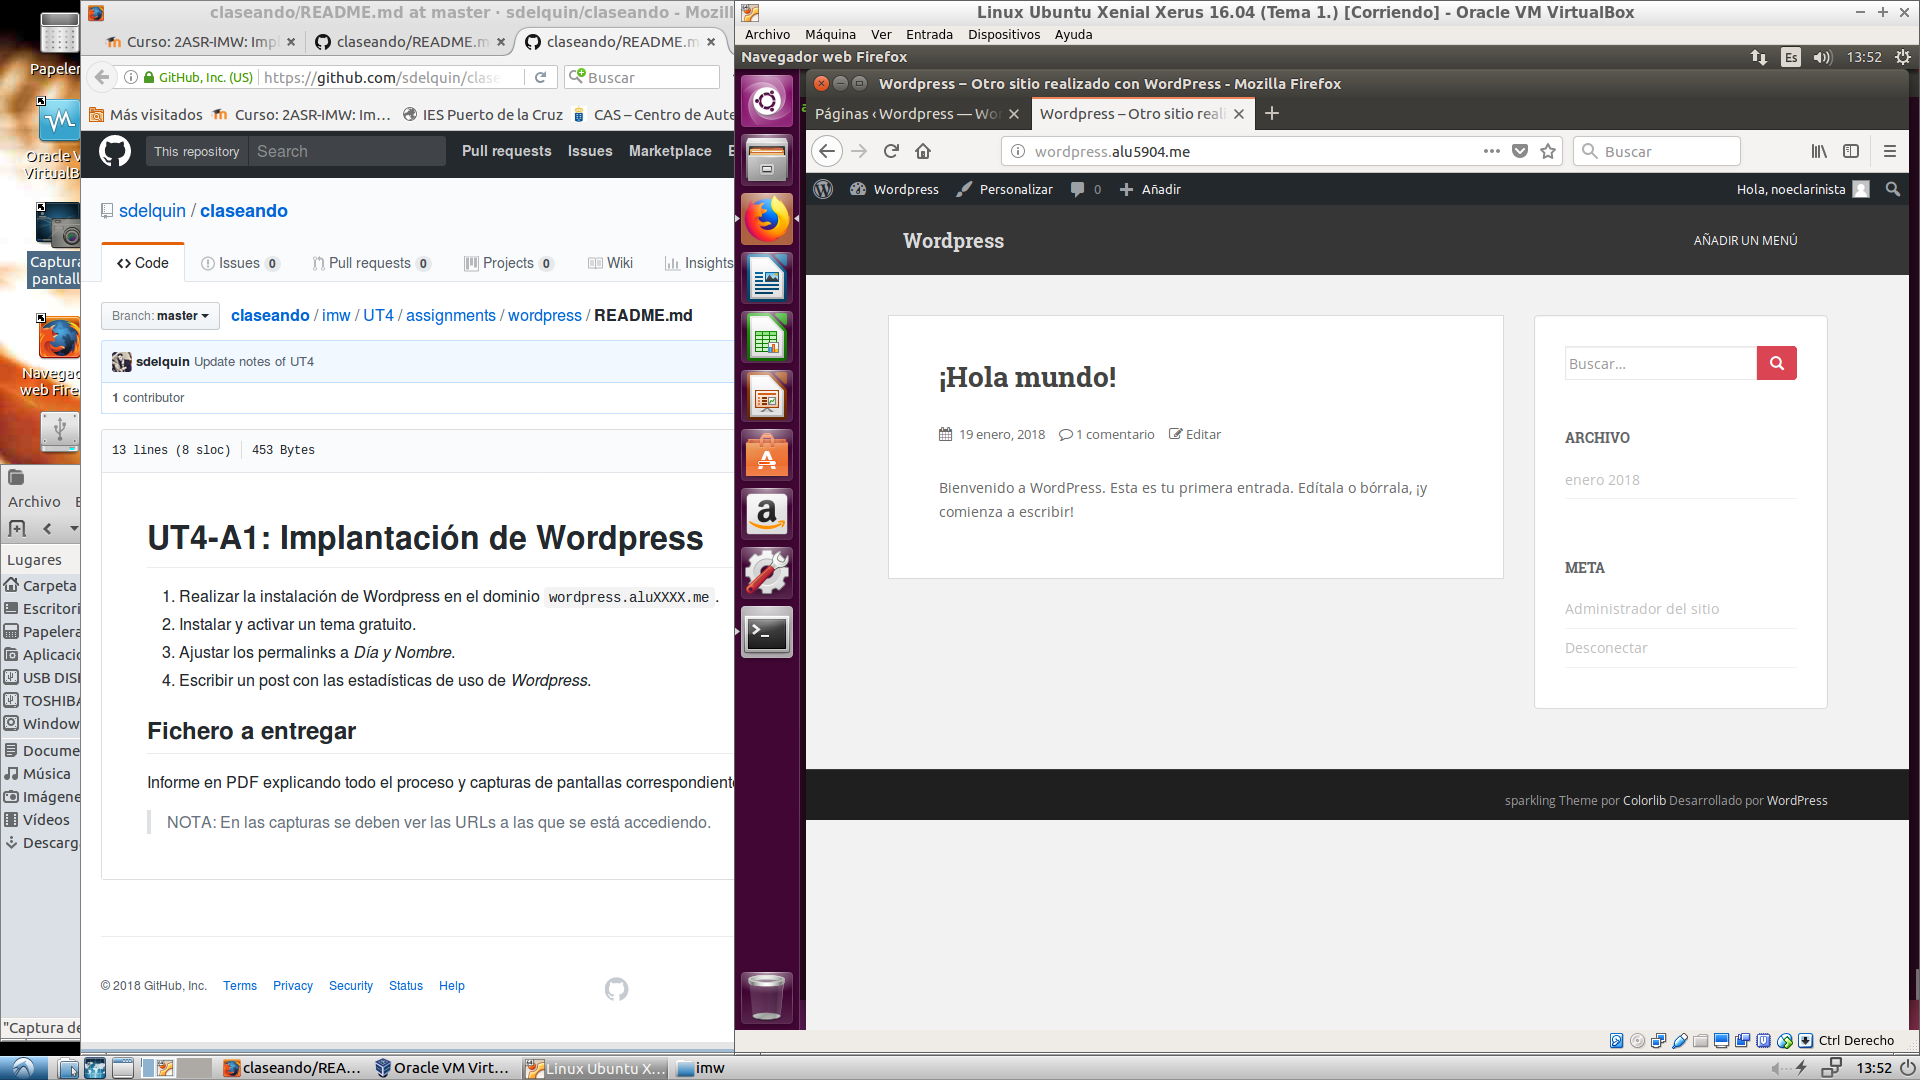 Papeler
Oracle V
VirtualB
Captura
pantall
Navegad
web Fire
Archivo
Lugares
Carpeta
Escritori
Papelera
Aplicacio
USB DIS
TOSHIBA
Window
Docume
Música
Imágene
Vídeos
Descarg
"Captura de
claseando/README.md at master · sdelquin/claseando - Mozill
Curso: 2ASR-IMW: Impl
claseando/README.m
claseando/README.m
GitHub, Inc. (US)
https://github.com/sdelquin/clase
Buscar
Más visitados
Curso: 2ASR-IMW: Im...
IES Puerto de la Cruz
CAS – Centro de Aute
This repository
Search
Pull requests
Issues
Marketplace
sdelquin / claseando
Code
Issues 0
Pull requests 0
Projects 0
Wiki
Insights
Branch: master
claseando / imw / UT4 / assignments / wordpress / README.md
sdelquin Update notes of UT4
1 contributor
13 lines (8 sloc)
453 Bytes
UT4-A1: Implantación de Wordpress
1. Realizar la instalación de Wordpress en el dominio wordpress.aluXXXX.me .
2. Instalar y activar un tema gratuito.
3. Ajustar los permalinks a Día y Nombre.
4. Escribir un post con las estadísticas de uso de Wordpress.
Fichero a entregar
Informe en PDF explicando todo el proceso y capturas de pantallas correspondient
NOTA: En las capturas se deben ver las URLs a las que se está accediendo.
© 2018 GitHub, Inc.
Terms
Privacy
Security
Status
Help
Linux Ubuntu Xenial Xerus 16.04 (Tema 1.) [Corriendo] - Oracle VM VirtualBox
Archivo
Máquina
Ver
Entrada
Dispositivos
Ayuda
Navegador web Firefox
Es
13:52
Wordpress – Otro sitio realizado con WordPress - Mozilla Firefox
Páginas ‹ Wordpress — Wor
Wordpress – Otro sitio reali
wordpress.alu5904.me
Buscar
Wordpress
Personalizar
0
Añadir
Hola, noeclarinista
Wordpress
AÑADIR UN MENÚ
¡Hola mundo!
19 enero, 2018
1 comentario
Editar
Bienvenido a WordPress. Esta es tu primera entrada. Edítala o bórrala, ¡y
comienza a escribir!
Buscar...
ARCHIVO
enero 2018
META
Administrador del sitio
Desconectar
sparkling Theme por Colorlib Desarrollado por WordPress
Ctrl Derecho
claseando/REA...
Oracle VM Virt...
Linux Ubuntu X...
imw
13:52